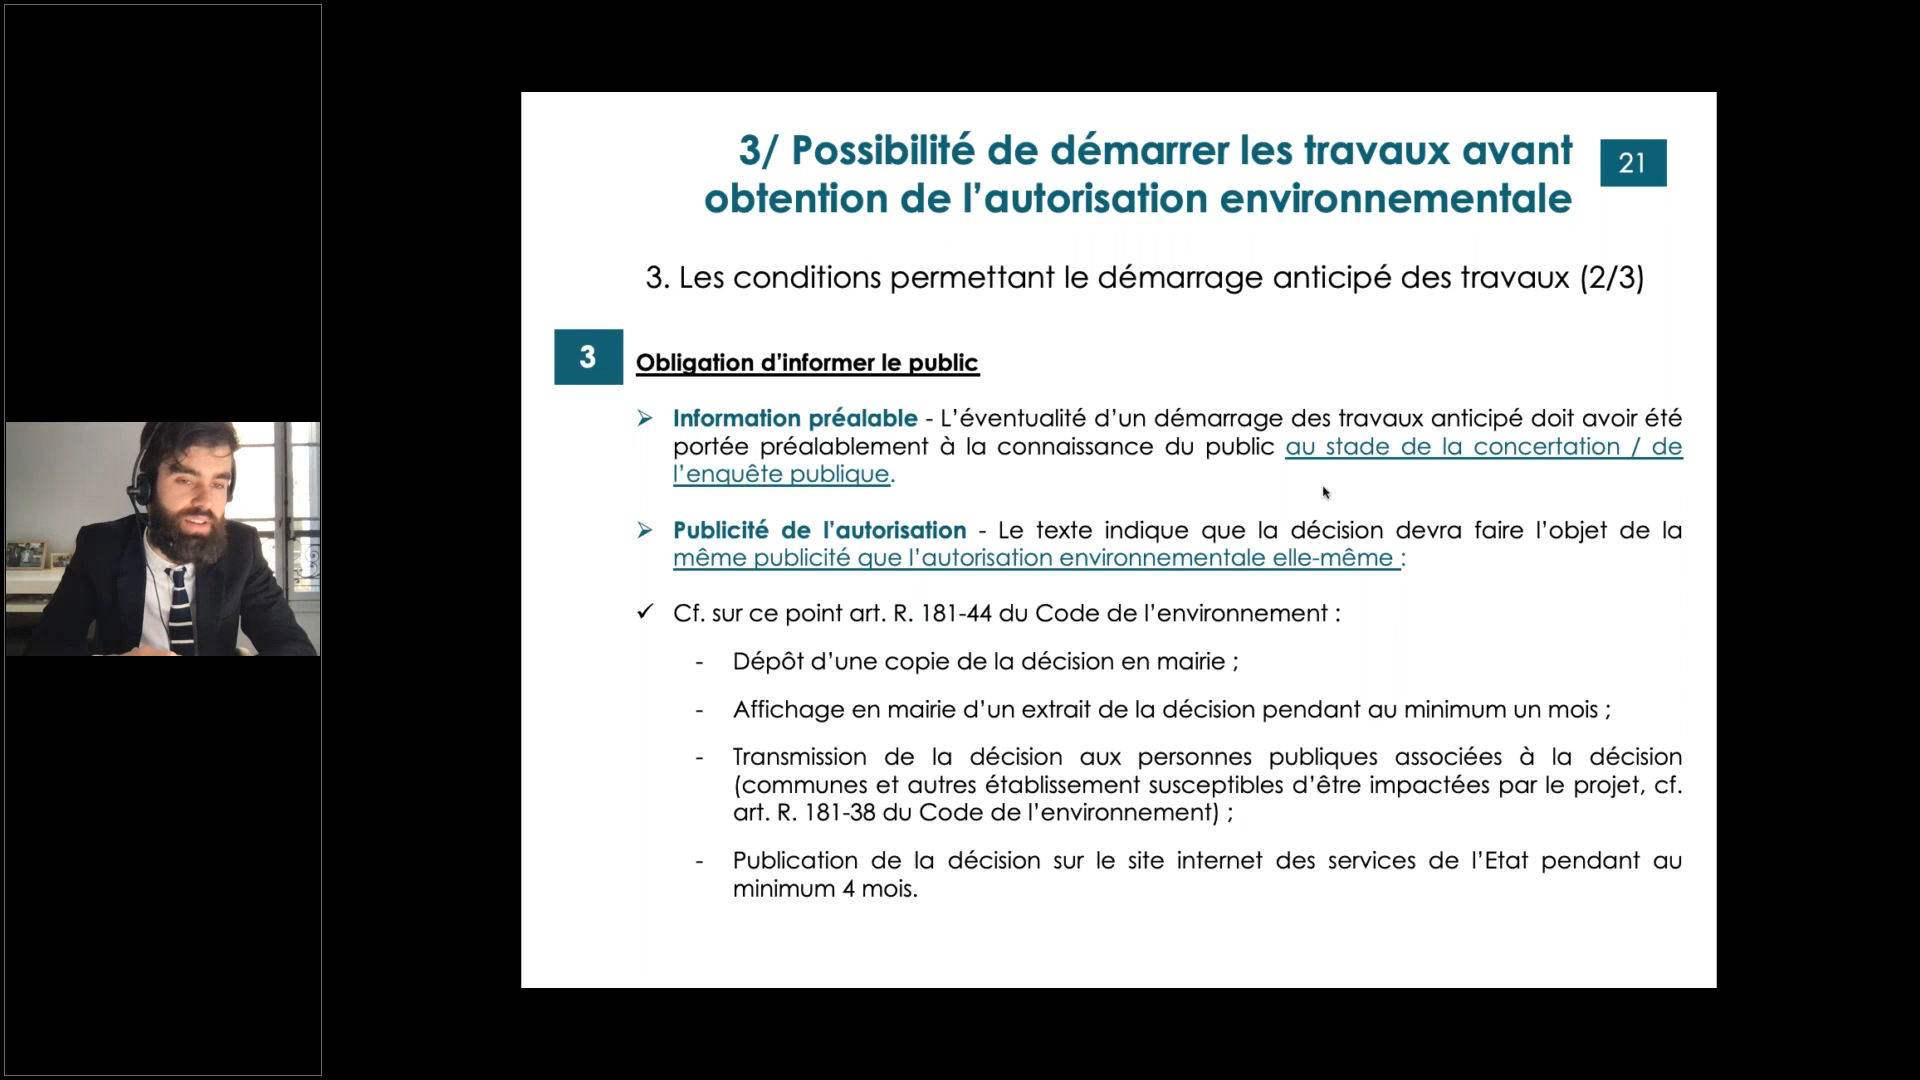 3/ Possibilité de démarrer les travaux avant
obtention de l’autorisation environnementale
21
3. Les conditions permettant le démarrage anticipé des travaux (2/3)
3
Obligation d’informer le public
➢ Information préalable - L’éventualité d’un démarrage des travaux anticipé doit avoir été
portée préalablement à la connaissance du public au stade de la concertation / de
l’enquête publique.
➢ Publicité de l’autorisation - Le texte indique que la décision devra faire l’objet de la
même publicité que l’autorisation environnementale elle-même :
✓ Cf. sur ce point art. R. 181-44 du Code de l’environnement :
- Dépôt d’une copie de la décision en mairie ;
- Affichage en mairie d’un extrait de la décision pendant au minimum un mois ;
- Transmission de la décision aux personnes publiques associées à la décision
(communes et autres établissement susceptibles d’être impactées par le projet, cf.
art. R. 181-38 du Code de l’environnement) ;
- Publication de la décision sur le site internet des services de l’Etat pendant au
minimum 4 mois.